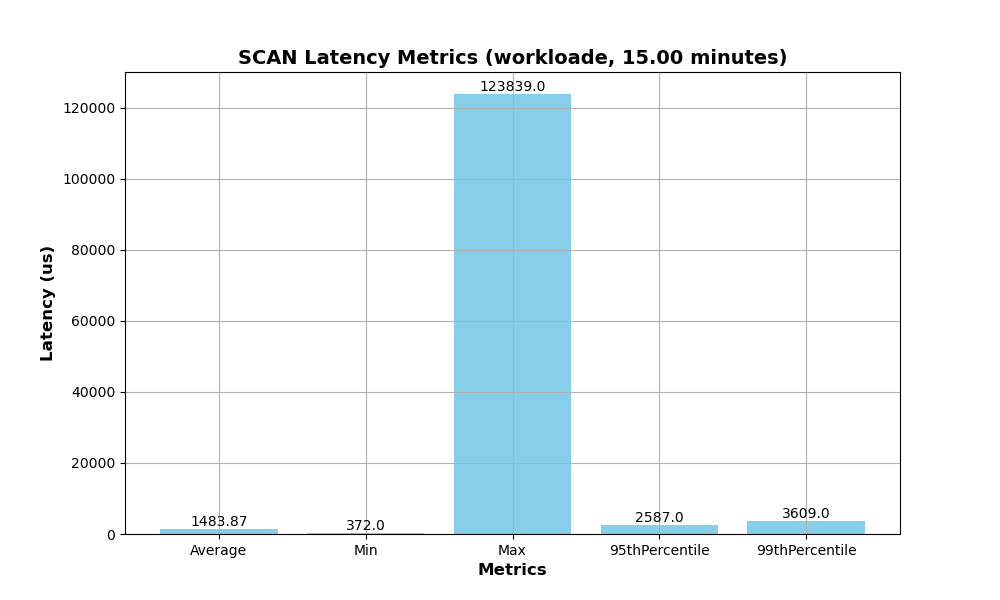 SCAN Latency Metrics (workloade, 15.00 minutes)
123839.0
120000
100000
80000
60000
40000
20000
0
Latency (us)
1483.87
372.0
2587.0
3609.0
Average
Min
Max
95thPercentile
99thPercentile
Metrics